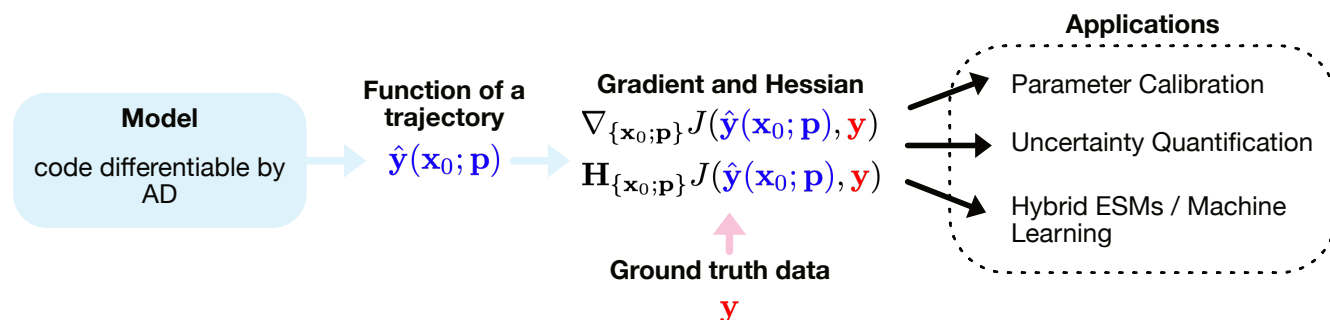 Applications
Model
code differentiable by
AD
Function of a
trajectory
ŷ(x₀; p)
Gradient and Hessian
∇_{x₀;p} J(ŷ(x₀; p), y)
H_{x₀;p} J(ŷ(x₀; p), y)
Ground truth data
y
Parameter Calibration
Uncertainty Quantification
Hybrid ESMs / Machine
Learning